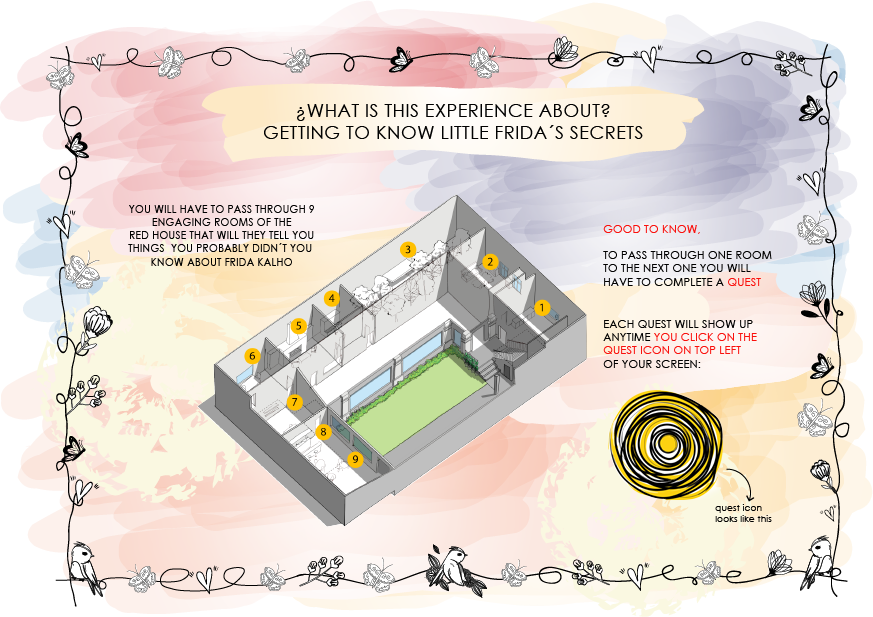 ¿WHAT IS THIS EXPERIENCE ABOUT?
GETTING TO KNOW LITTLE FRIDA´S SECRETS
YOU WILL HAVE TO PASS THROUGH 9
ENGAGING ROOMS OF THE
RED HOUSE THAT WILL THEY TELL YOU
THINGS YOU PROBABLY DIDN´T YOU
KNOW ABOUT FRIDA KALHO
3
2
4
1
5
6
7
8
9
GOOD TO KNOW,
TO PASS THROUGH ONE ROOM
TO THE NEXT ONE YOU WILL
HAVE TO COMPLETE A QUEST
EACH QUEST WILL SHOW UP
ANYTIME YOU CLICK ON THE
QUEST ICON ON TOP LEFT
OF YOUR SCREEN:
quest icon
looks like this